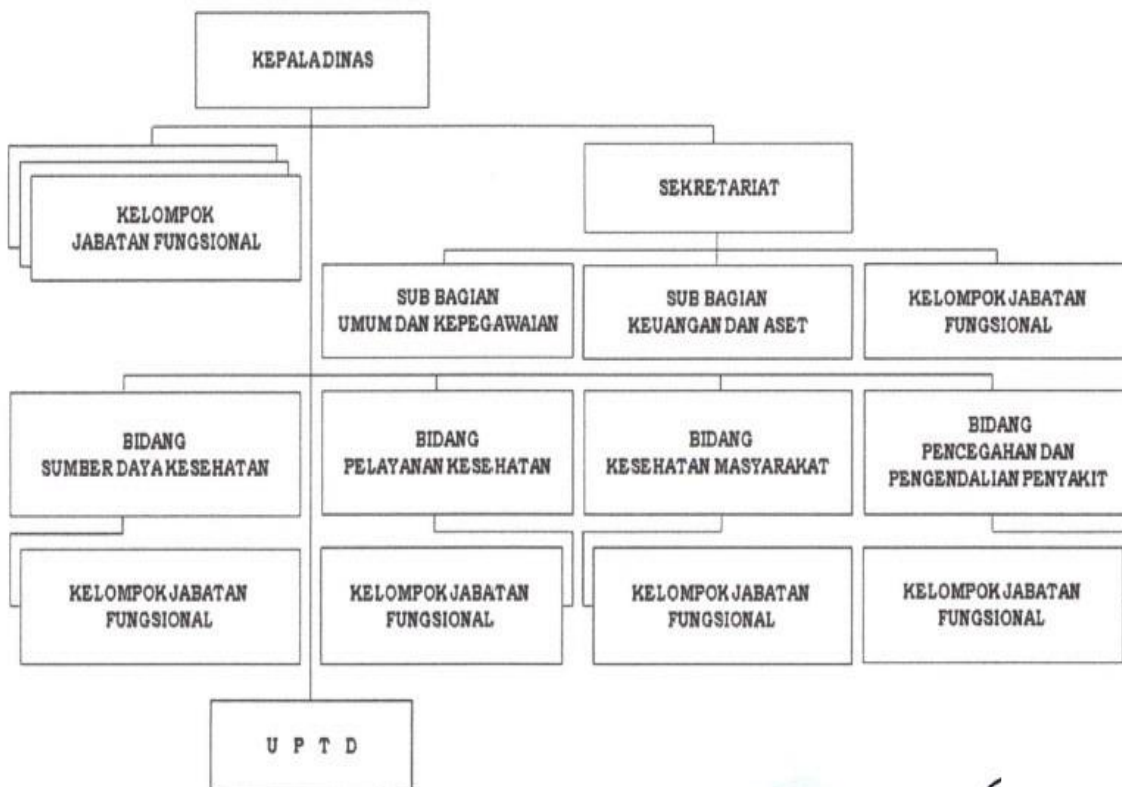 KEPALA DINAS
SEKRETARIAT
KELOMPOK
JABATAN FUNGSIONAL
SUB BAGIAN
UMUM DAN KEPEGAWAIAN
SUB BAGIAN
KEUANGAN DAN ASET
KELOMPOK JABATAN
FUNGSIONAL
BIDANG
SUMBER DAYA KESEHATAN
BIDANG
PELAYANAN KESEHATAN
BIDANG
KESEHATAN MASYARAKAT
BIDANG
PENCEGAHAN DAN
PENGENDALIAN PENYAKIT
KELOMPOK JABATAN
FUNGSIONAL
KELOMPOK JABATAN
FUNGSIONAL
KELOMPOK JABATAN
FUNGSIONAL
KELOMPOK JABATAN
FUNGSIONAL
U P T D